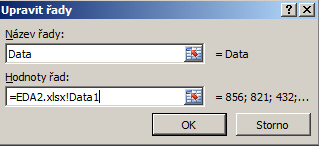 Upravit řady
Název řady:
Data = Data
Hodnoty řad:
=EDA2.xlsx!Data1 = 856; 821; 432;...
OK Storno